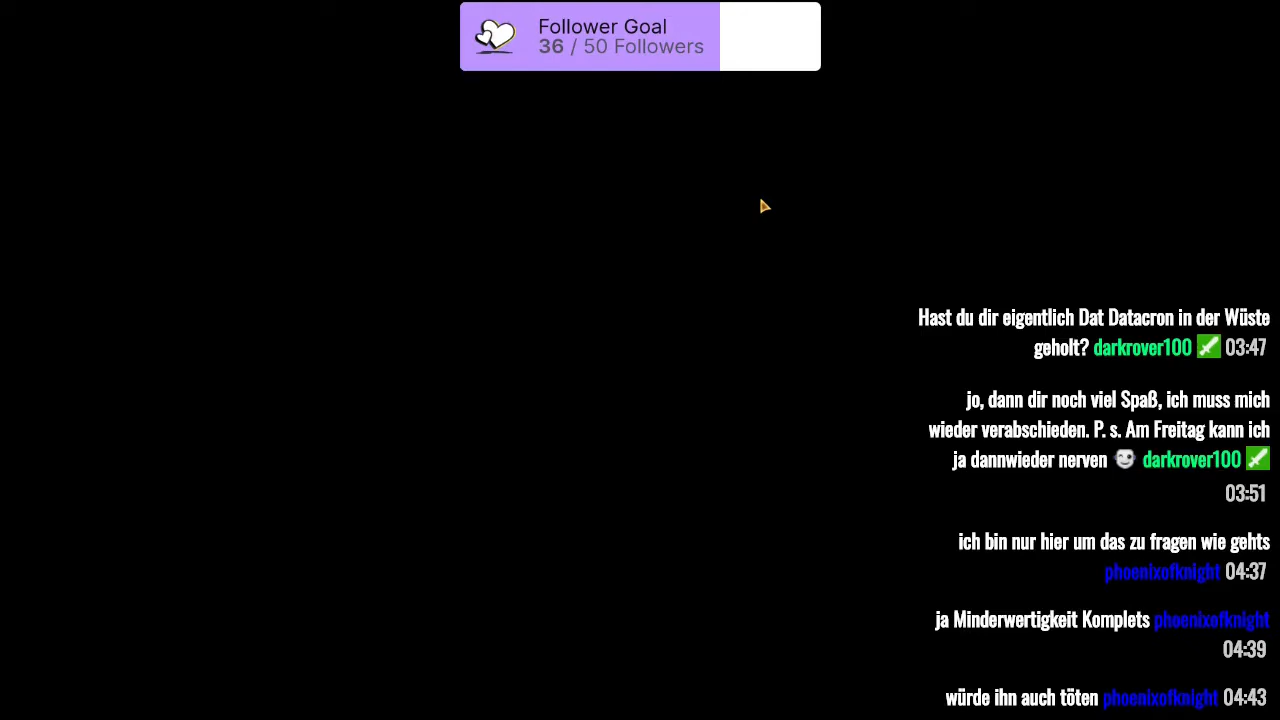 Follower Goal
36 / 50 Followers
Hast du dir eigentlich Dat Datacron in der Wüste
geholt? darkrover100 03:47
jo, dann dir noch viel Spaß, ich muss mich
wieder verabschieden. P. s. Am Freitag kann ich
ja dannwieder nerven darkrover100
03:51
ich bin nur hier um das zu fragen wie gehts
phoenixofknight 04:37
ja Minderwertigkeit Komplets phoenixofknight
04:39
würde ihn auch töten phoenixofknight 04:43